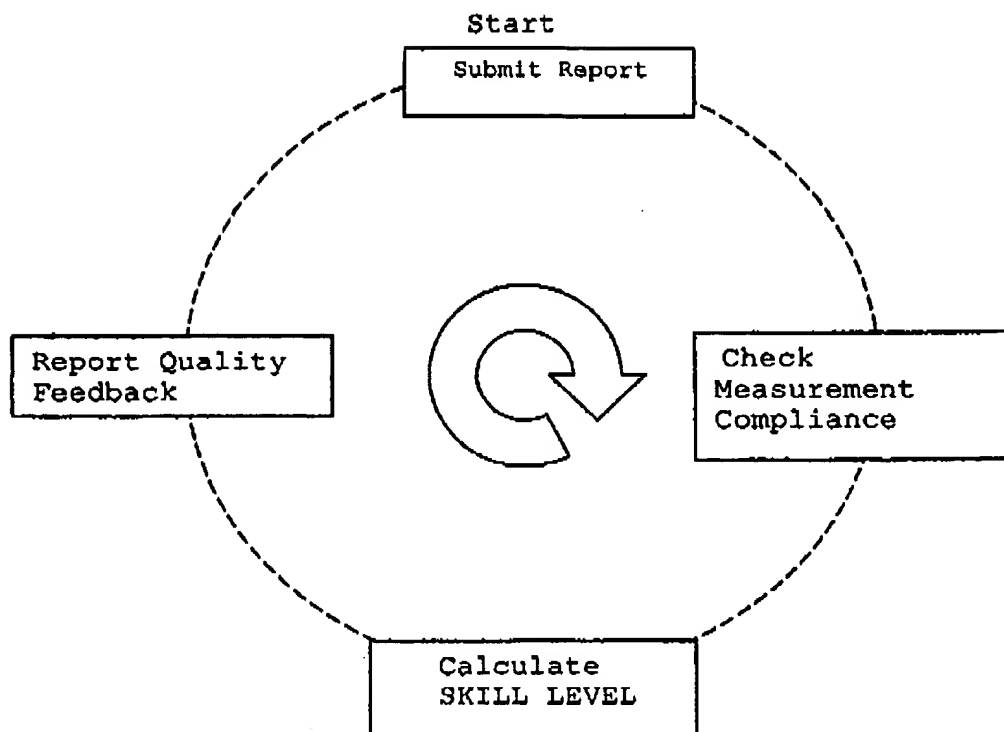 Start
Submit Report
Report Quality
Feedback
Check
Measurement
Compliance
Calculate
SKILL LEVEL